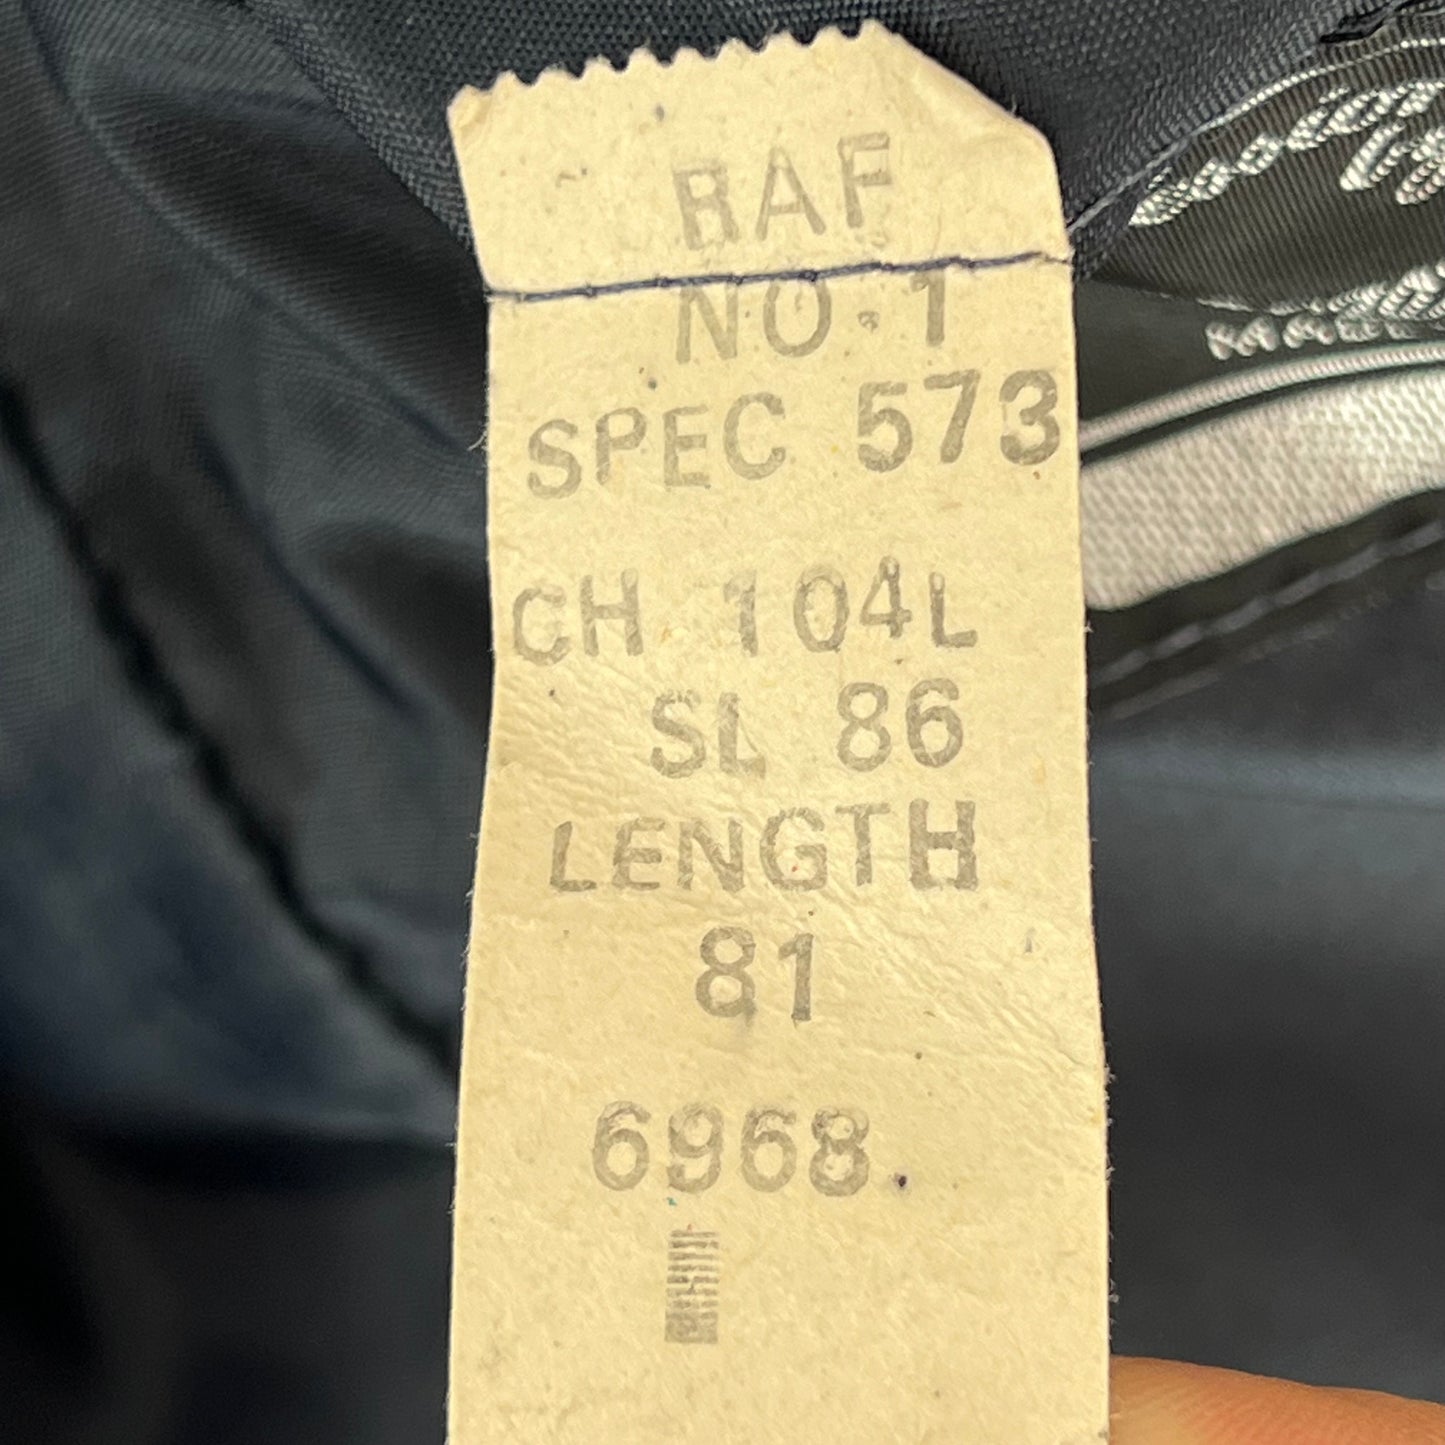 RAF
NO.1
SPEC 573
CH 104L
SL 86
LENGTH
81
6968